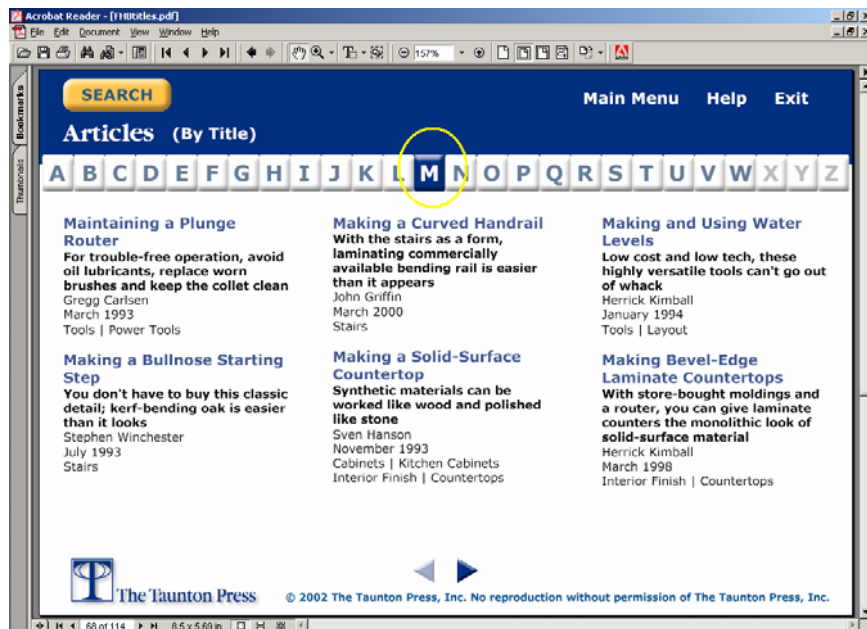 Acrobat Reader - [FHBtitles.pdf]
File Edit Document View Window Help
157%
Bookmarks
Thumbnails
SEARCH
Main Menu Help Exit
Articles (By Title)
A B C D E F G H I J K L M N O P Q R S T U V W X Y Z
Maintaining a Plunge
Router
For trouble-free operation, avoid
oil lubricants, replace worn
brushes and keep the collet clean
Gregg Carlsen
March 1993
Tools | Power Tools
Making a Bullnose Starting
Step
You don't have to buy this classic
detail; kerf-bending oak is easier
than it looks
Stephen Winchester
July 1993
Stairs
Making a Curved Handrail
With the stairs as a form,
laminating commercially
available bending rail is easier
than it appears
John Griffin
March 2000
Stairs
Making a Solid-Surface
Countertop
Synthetic materials can be
worked like wood and polished
like stone
Sven Hanson
November 1993
Cabinets | Kitchen Cabinets
Interior Finish | Countertops
Making and Using Water
Levels
Low cost and low tech, these
highly versatile tools can't go out
of whack
Herrick Kimball
January 1994
Tools | Layout
Making Bevel-Edge
Laminate Countertops
With store-bought moldings and
a router, you can give laminate
counters the monolithic look of
solid-surface material
Herrick Kimball
March 1998
Interior Finish | Countertops
The Taunton Press
© 2002 The Taunton Press, Inc. No reproduction without permission of The Taunton Press, Inc.
68 of 114 8.5 x 5.69 in